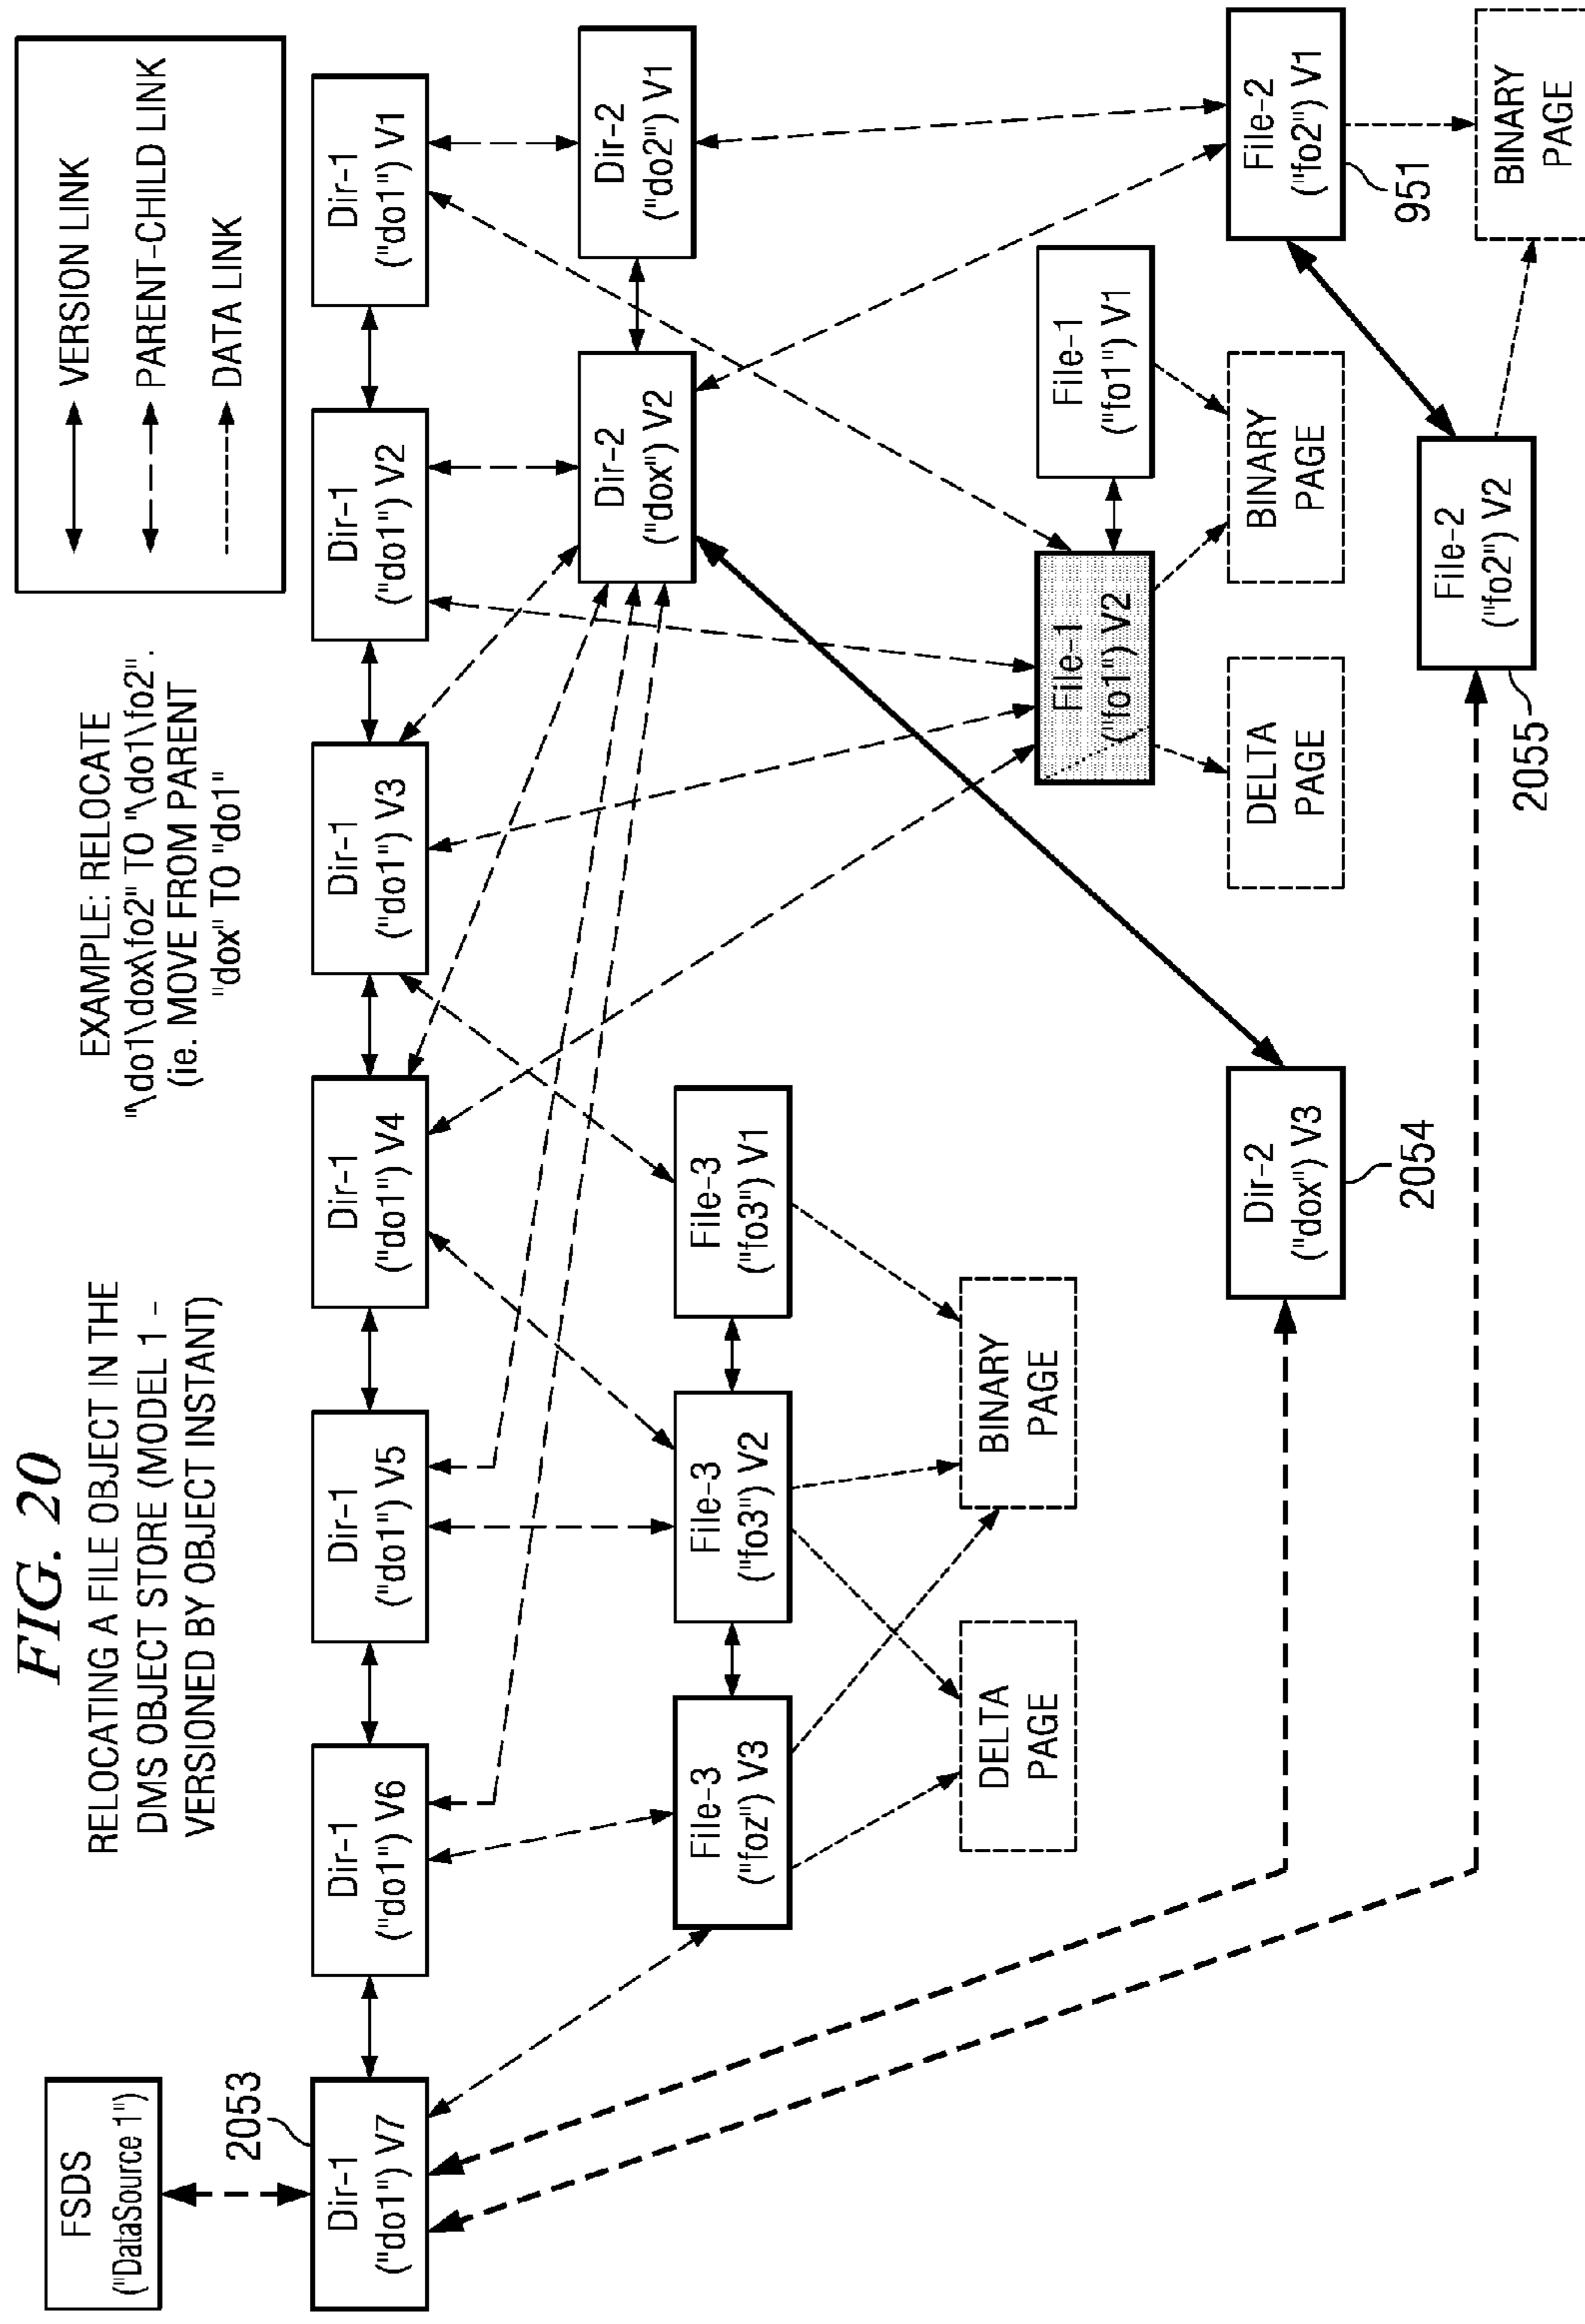 FIG. 20
RELOCATING A FILE OBJECT IN THE
DMS OBJECT STORE (MODEL 1 -
VERSIONED BY OBJECT INSTANT)
EXAMPLE: RELOCATE
"\do1\dox\fo2" TO "\do1\fo2".
(ie. MOVE FROM PARENT
"dox" TO "do1"
VERSION LINK
PARENT-CHILD LINK
DATA LINK
FSDS
("DataSource 1")
2053
Dir-1
("do1") V7
Dir-1
("do1") V6
Dir-1
("do1") V5
Dir-1
("do1") V4
Dir-1
("do1") V3
Dir-1
("do1") V2
Dir-1
("do1") V1
Dir-2
("dox") V2
Dir-2
("do2") V1
File-3
("foz") V3
File-3
("fo3") V2
File-3
("fo3") V1
DELTA
PAGE
BINARY
PAGE
File-1
("fo1") V2
File-1
("fo1") V1
DELTA
PAGE
BINARY
PAGE
Dir-2
("dox") V3
2054
File-2
("fo2") V1
951
File-2
("fo2") V2
2055
BINARY
PAGE